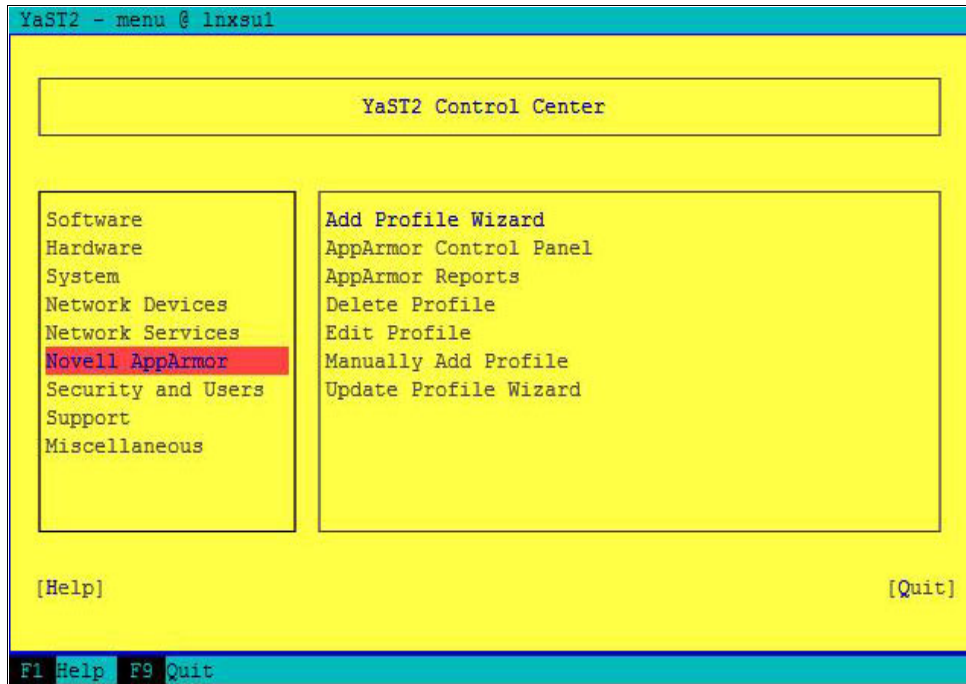 YaST2 - menu @ lnxsu1
YaST2 Control Center
Software
Hardware
System
Network Devices
Network Services
Novell AppArmor
Security and Users
Support
Miscellaneous
Add Profile Wizard
AppArmor Control Panel
AppArmor Reports
Delete Profile
Edit Profile
Manually Add Profile
Update Profile Wizard
[Help] [Quit]
F1 Help F9 Quit